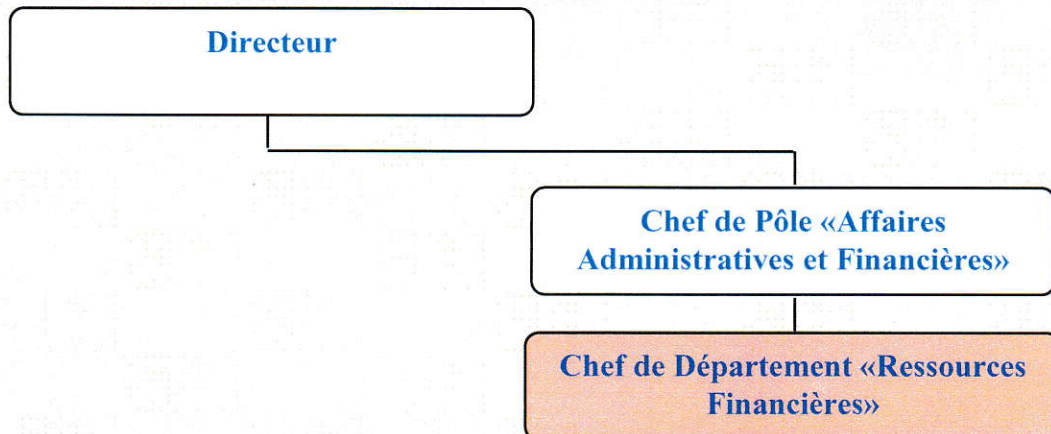 Directeur
Chef de Pôle «Affaires
Administratives et Financières»
Chef de Département «Ressources
Financières»